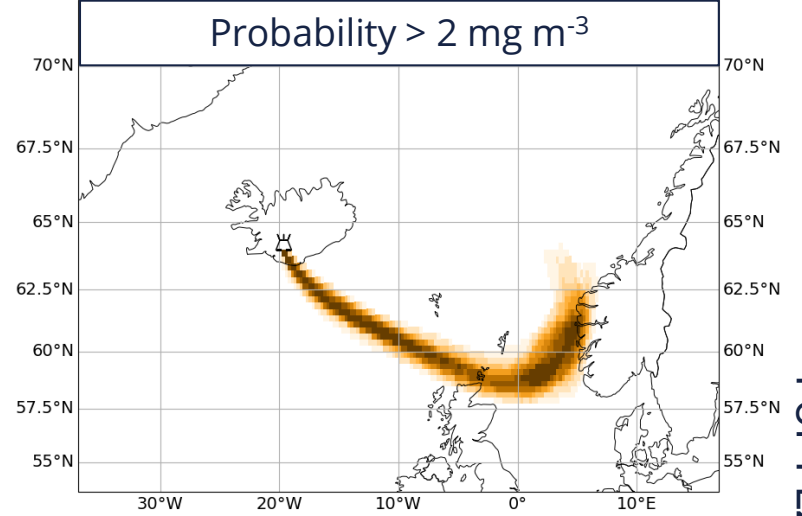 Probability > 2 mg m⁻³
70°N 70°N
67.5°N 67.5°N
65°N 65°N
62.5°N 62.5°N
60°N 60°N
57.5°N 57.5°N
55°N 55°N
30°W 20°W 10°W 0° 10°E